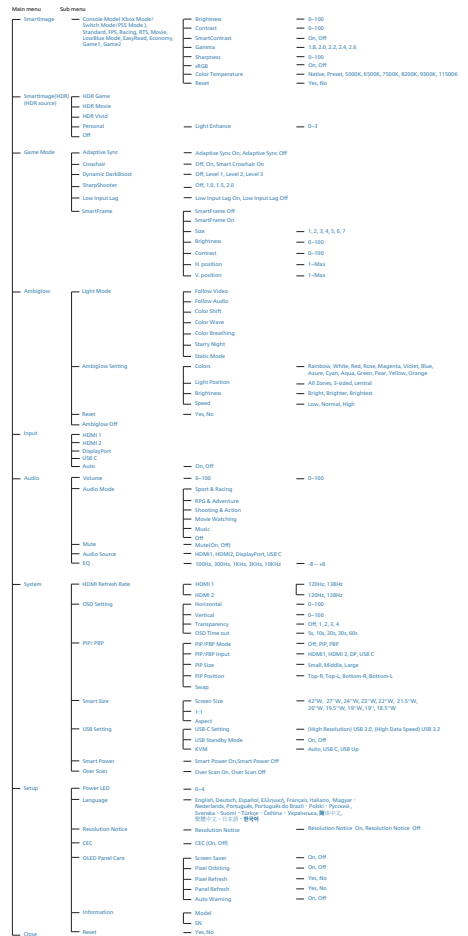 Main menu Sub menu
SmartImage Console Mode( Xbox Mode/ Brightness 0~100
Switch Mode/PS5 Mode ), Contrast 0~100
Standard, FPS, Racing, RTS, Movie, SmartContrast On, Off
LowBlue Mode, EasyRead, Economy, Gamma 1.8, 2.0, 2.2, 2.4, 2.6
Game1, Game2 Sharpness 0~100
sRGB On, Off
Color Temperature Native, Preset, 5000K, 6500K, 7500K, 8200K, 9300K, 11500K
Reset Yes, No
SmartImage(HDR) HDR Game
(HDR source) HDR Movie
HDR Vivid
Personal Light Enhance 0~3
Off
Game Mode Adaptive Sync Adaptive Sync On, Adaptive Sync Off
Crosshair Off, On, Smart Crosshair On
Dynamic DarkBoost Off, Level 1, Level 2, Level 3
SharpShooter Off, 1.0, 1.5, 2.0
Low Input Lag Low Input Lag On, Low Input Lag Off
SmartFrame SmartFrame Off
SmartFrame On
Size 1, 2, 3, 4, 5, 6, 7
Brightness 0~100
Contrast 0~100
H. position 1~Max
V. position 1~Max
Ambiglow Light Mode Follow Video
Follow Audio
Color Shift
Color Wave
Color Breathing
Starry Night
Static Mode
Ambiglow Setting Colors Rainbow, White, Red, Rose, Magenta, Violet, Blue,
Azure, Cyan, Aqua, Green, Pear, Yellow, Orange
Light Position All Zones, 3-sided, central
Brightness Bright, Brighter, Brightest
Speed Low, Normal, High
Reset Yes, No
Ambiglow Off
Input HDMI 1
HDMI 2
DisplayPort
USB C
Auto On, Off
Audio Volume 0~100 0~100
Audio Mode Sport & Racing
RPG & Adventure
Shooting & Action
Movie Watching
Music
Off
Mute Mute(On, Off)
Audio Source HDMI1, HDMI2, DisplayPort, USB C
EQ 100Hz, 300Hz, 1KHz, 3KHz, 10KHz -8 ~ +8
System HDMI Refresh Rate HDMI 1 120Hz, 138Hz
HDMI 2 120Hz, 138Hz
OSD Setting Horizontal 0~100
Vertical 0~100
Transparency Off, 1, 2, 3, 4
OSD Time out 5s, 10s, 20s, 30s, 60s
PIP/ PBP PIP/PBP Mode Off, PIP, PBP
PIP/PBP Input HDMI1, HDMI 2, DP, USB C
PIP Size Small, Middle, Large
PIP Position Top-R, Top-L, Bottom-R, Bottom-L
Swap
Smart Size Screen Size 42"W, 27"W, 24"W, 23"W, 22"W, 21.5"W,
1:1 20"W, 19.5"W, 19"W, 19", 18.5"W
Aspect
USB Setting USB-C Setting (High Resolution) USB 2.0, (High Data Speed) USB 3.2
USB Standby Mode On, Off
KVM Auto, USB C, USB Up
Smart Power Smart Power On,Smart Power Off
Over Scan Over Scan On, Over Scan Off
Setup Power LED 0~4
Language English, Deutsch, Español, Ελληνική, Français, Italiano, Magyar,
Nederlands, Português, Português do Brazil, Polski, Русский,
Svenska, Suomi, Türkçe, Čeština, Українська, 简体中文,
繁體中文, 日本語, 한국어
Resolution Notice Resolution Notice Resolution Notice On, Resolution Notice Off
CEC CEC (On, Off)
OLED Panel Care Screen Saver On, Off
Pixel Orbiting On, Off
Pixel Refresh Yes, No
Panel Refresh Yes, No
Auto Warning On, Off
Information Model
SN
Reset Yes, No
Close